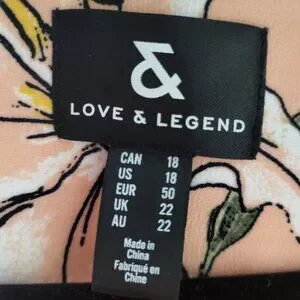 &
LOVE & LEGEND
CAN 18
US 18
EUR 50
UK 22
AU 22
Made in
China
Fabriqué en
Chine